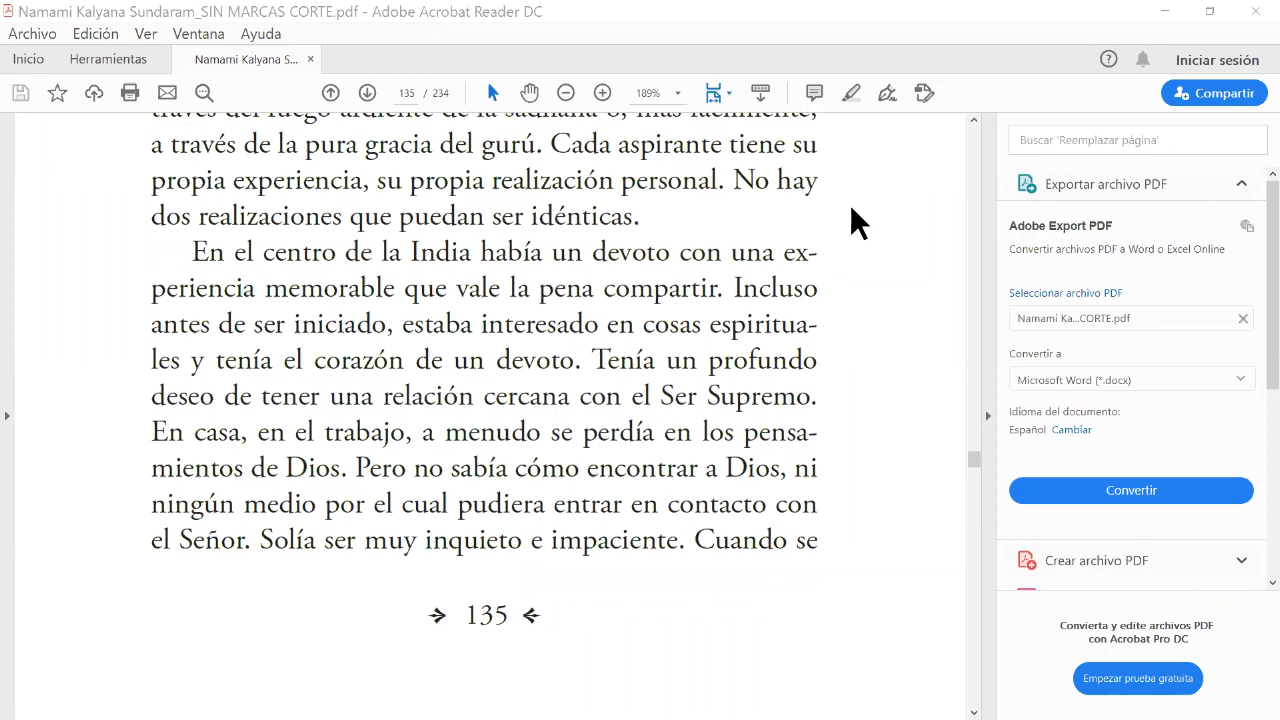 Namami Kalyana Sundaram_SIN MARCAS CORTE.pdf - Adobe Acrobat Reader DC
Archivo Edición Ver Ventana Ayuda
Inicio Herramientas Namami Kalyana S... × Iniciar sesión
135 / 234 189% Compartir
través del fuego ardiente de la sadhana o, más fácilmente,
a través de la pura gracia del gurú. Cada aspirante tiene su
propia experiencia, su propia realización personal. No hay
dos realizaciones que puedan ser idénticas.
En el centro de la India había un devoto con una ex-
periencia memorable que vale la pena compartir. Incluso
antes de ser iniciado, estaba interesado en cosas espiritua-
les y tenía el corazón de un devoto. Tenía un profundo
deseo de tener una relación cercana con el Ser Supremo.
En casa, en el trabajo, a menudo se perdía en los pensa-
mientos de Dios. Pero no sabía cómo encontrar a Dios, ni
ningún medio por el cual pudiera entrar en contacto con
el Señor. Solía ser muy inquieto e impaciente. Cuando se
135
Buscar 'Reemplazar página'
Exportar archivo PDF
Adobe Export PDF
Convertir archivos PDF a Word o Excel Online
Seleccionar archivo PDF
Namami Ka...CORTE.pdf
Convertir a
Microsoft Word (*.docx)
Idioma del documento:
Español Cambiar
Convertir
Crear archivo PDF
Convierta y edite archivos PDF
con Acrobat Pro DC
Empezar prueba gratuita